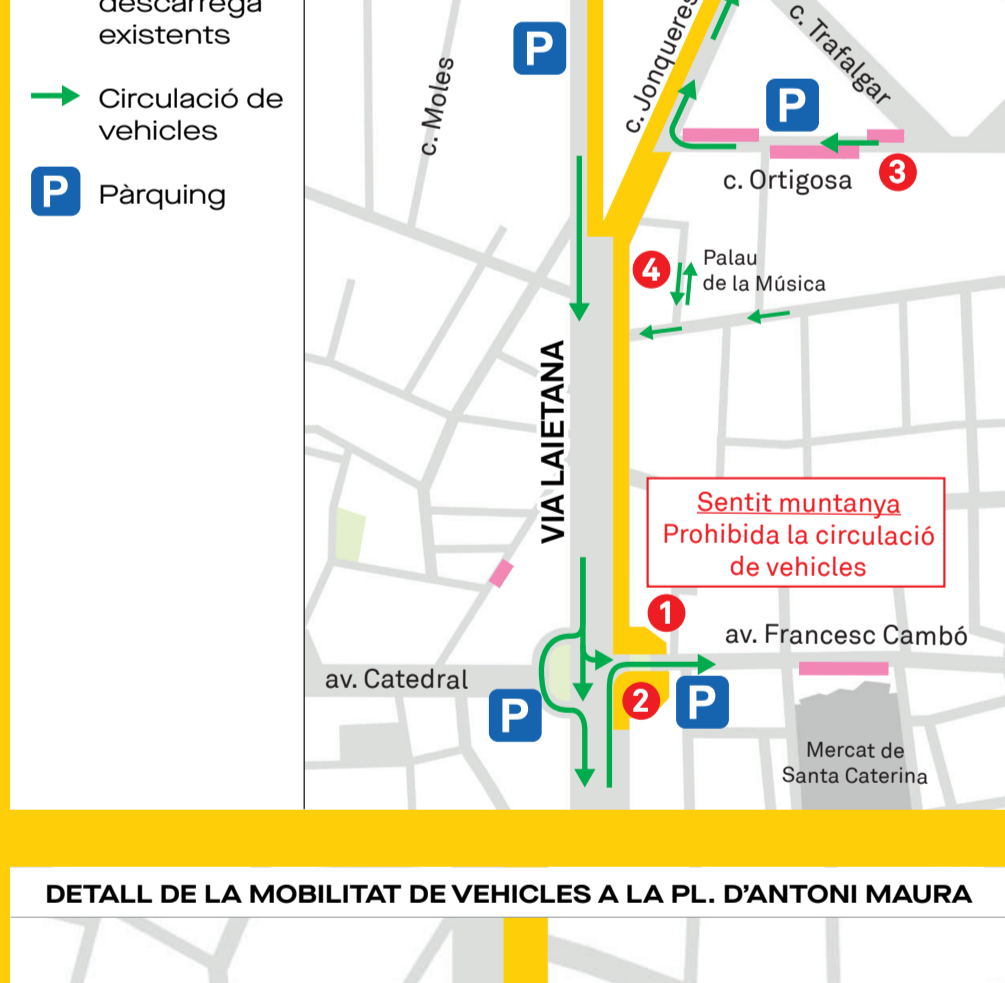 descàrrega
existents
Circulació de
vehicles
P
Pàrquing
c. Moles
P
c. Jonqueres
c. Trafalgar
P
c. Ortigosa
3
4
Palau
de la Música
VIA LAIETANA
Sentit muntanya
Prohibida la circulació
de vehicles
1
av. Francesc Cambó
av. Catedral
P
2
P
Mercat de
Santa Caterina
DETALL DE LA MOBILITAT DE VEHICLES A LA PL. D'ANTONI MAURA